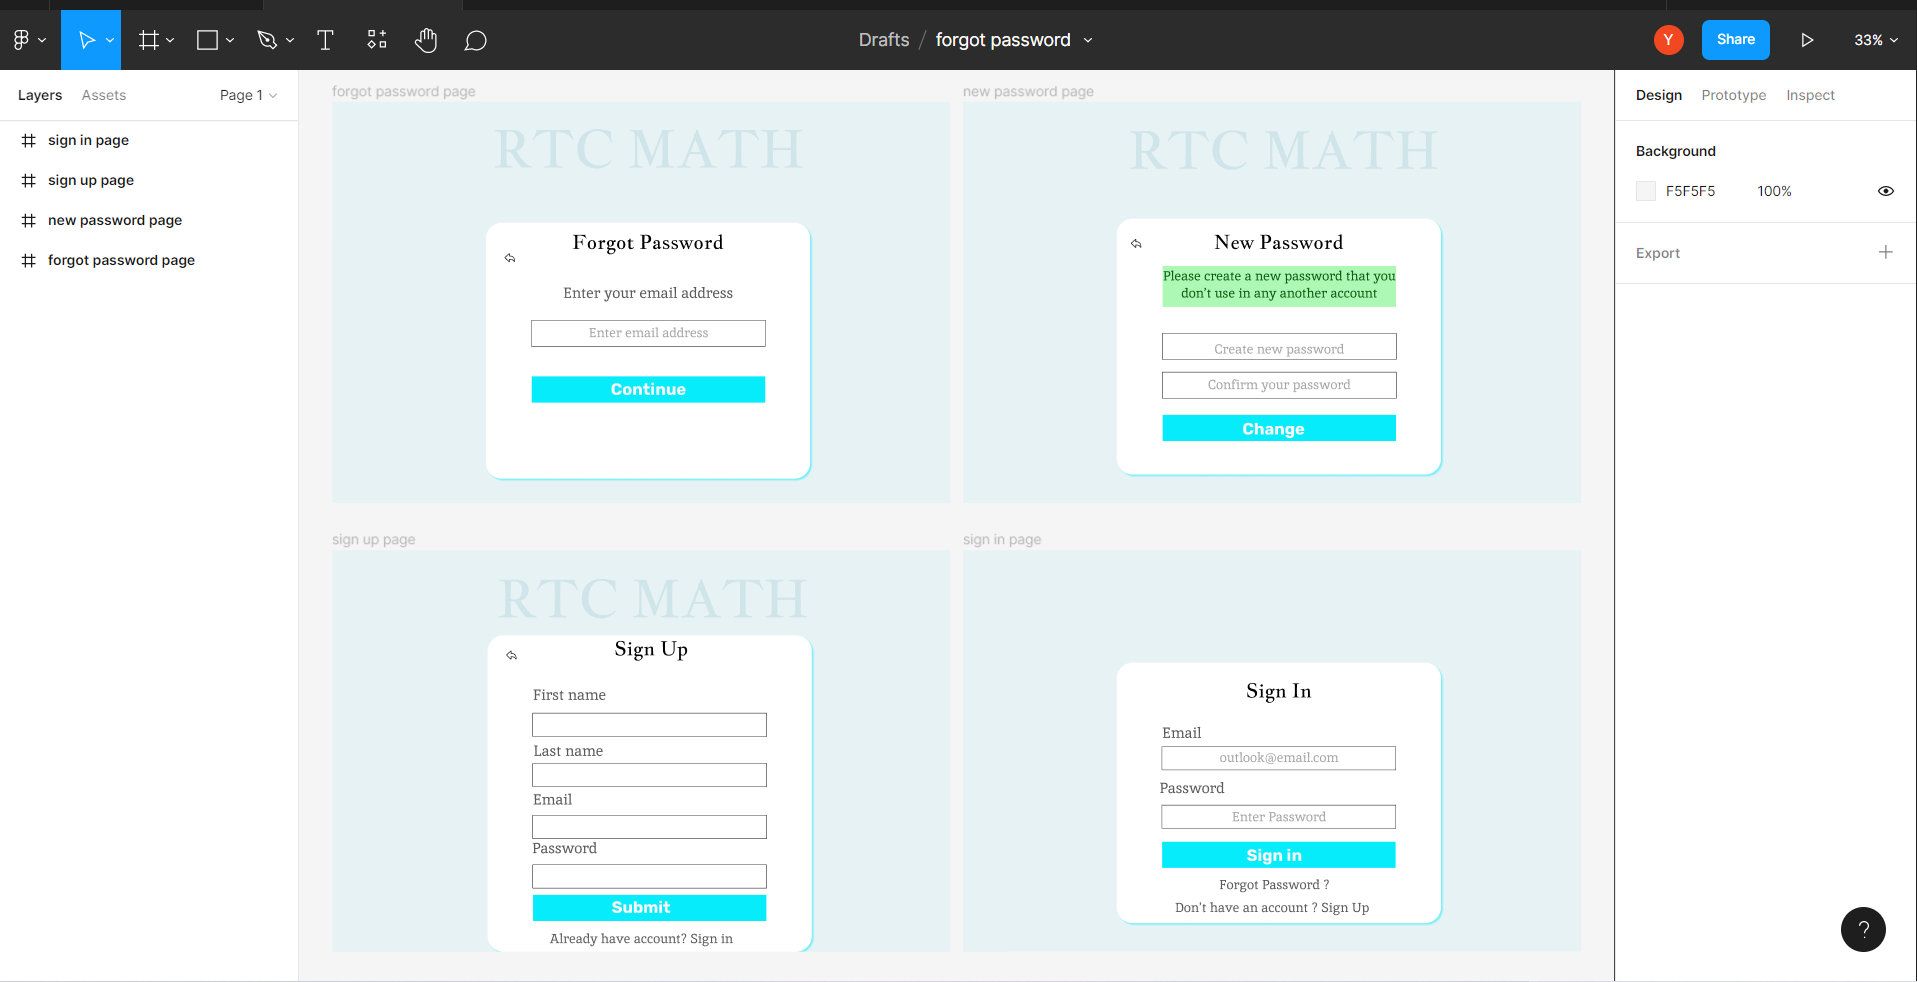 Drafts / forgot password
Y
Share
33%
Layers
Assets
Page 1
sign in page
sign up page
new password page
forgot password page
forgot password page
RTC MATH
Forgot Password
Enter your email address
Enter email address
Continue
new password page
RTC MATH
New Password
Please create a new password that you
don't use in any another account
Create new password
Confirm your password
Change
sign up page
RTC MATH
Sign Up
First name
Last name
Email
Password
Submit
Already have account? Sign in
sign in page
Sign In
Email
outlook@email.com
Password
Enter Password
Sign in
Forgot Password ?
Don't have an account ? Sign Up
Design
Prototype
Inspect
Background
F5F5F5
100%
Export
?